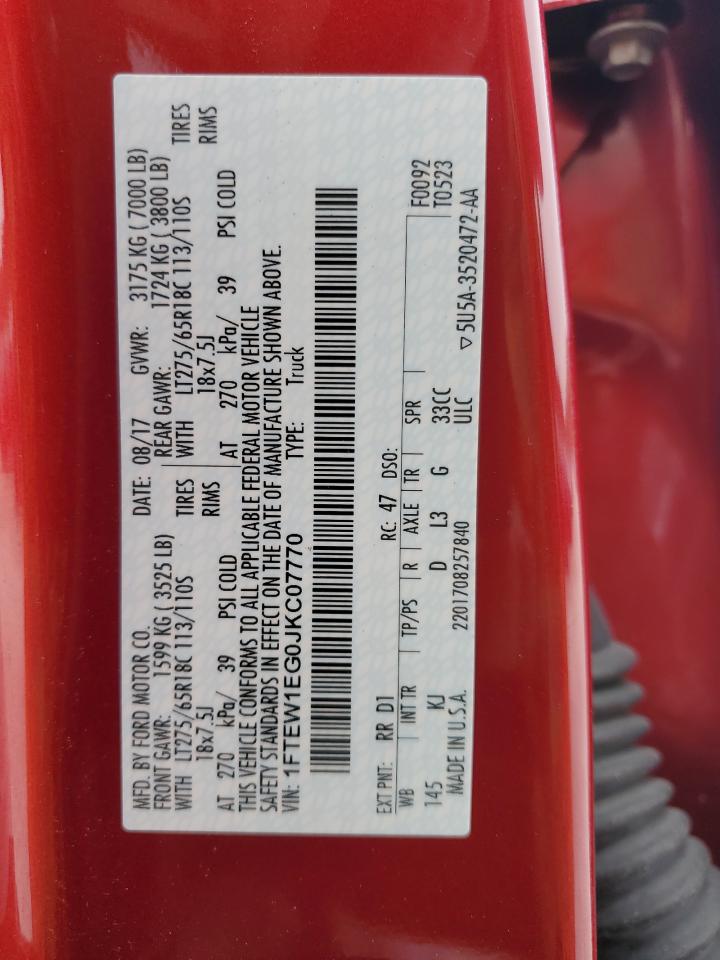 MFD. BY FORD MOTOR CO.
DATE: 08/17 GVWR: 3175 KG ( 7000 LB)
FRONT GAWR: 1599 KG ( 3525 LB)
REAR GAWR: 1724 KG ( 3800 LB)
WITH LT275/65R18C 113/110S TIRES
WITH LT275/65R18C 113/110S TIRES
18x7.5J RIMS
18x7.5J RIMS
AT 270 kPa/ 39 PSI COLD
AT 270 kPa/ 39 PSI COLD
THIS VEHICLE CONFORMS TO ALL APPLICABLE FEDERAL MOTOR VEHICLE
SAFETY STANDARDS IN EFFECT ON THE DATE OF MANUFACTURE SHOWN ABOVE.
VIN: 1FTEW1EG0JKC07770 TYPE: Truck
EXT PNT: RR D1 RC: 47 DSO:
WB INT TR TP/PS R AXLE TR SPR F0092
145 KJ D L3 G 33CC T0523
MADE IN U.S.A. 2201708257840 ULC
▽5U5A-3520472-AA